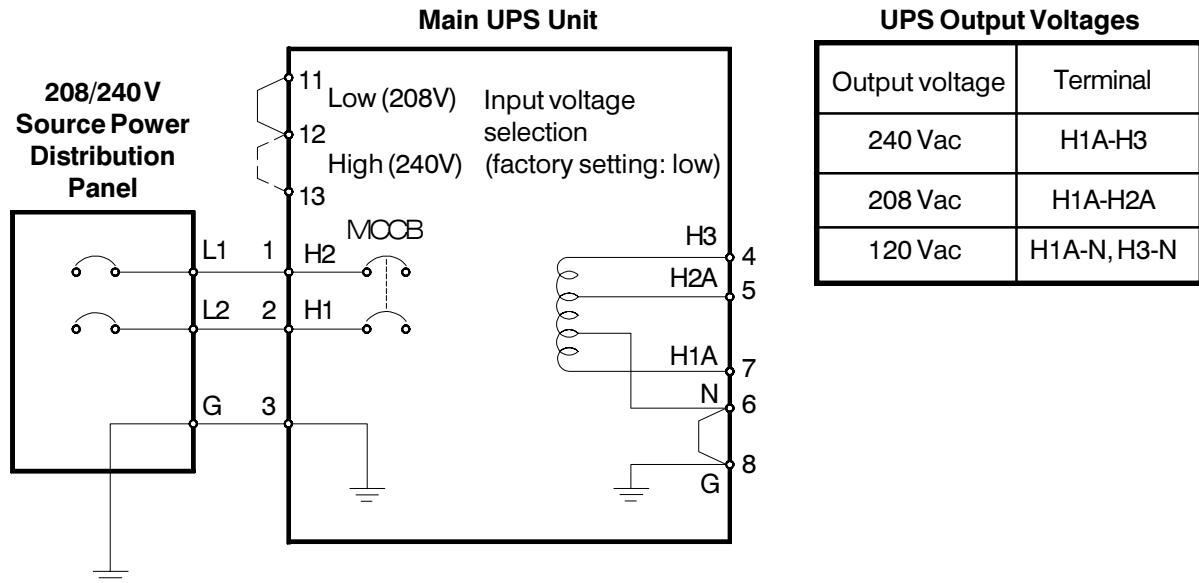 Main UPS Unit
UPS Output Voltages
208/240V
Source Power
Distribution
Panel
11
Low (208V)
12
High (240V)
13
Input voltage
selection
(factory setting: low)
Output voltage Terminal
240 Vac H1A-H3
208 Vac H1A-H2A
120 Vac H1A-N, H3-N
MCCB
L1 1 H2
L2 2 H1
G 3
H3 4
H2A 5
H1A 7
N 6
G 8